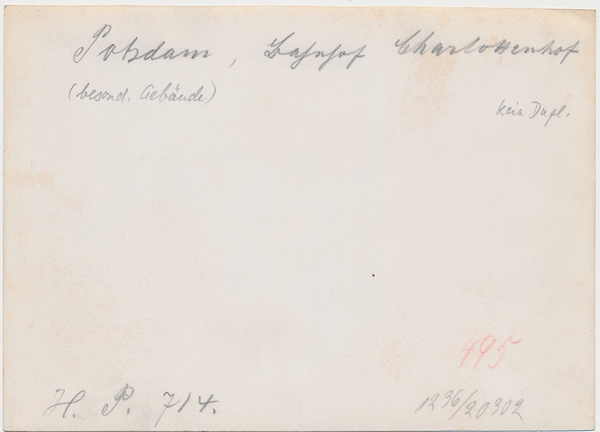 Potsdam, Bahnhof Charlottenhof
(besond. Gebäude)
Kein Dupl.
495
H. P. 714.
1236/20302